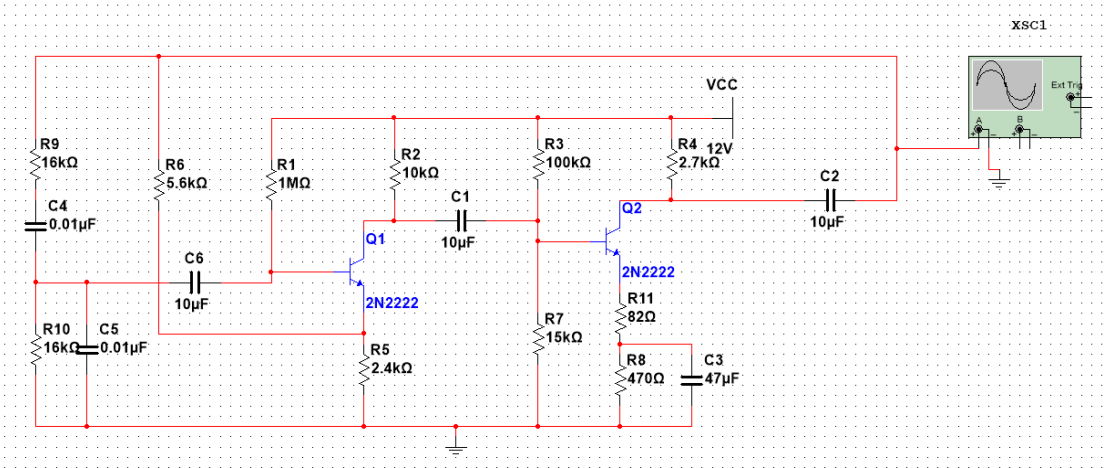 XSC1
Ext Trig
+
-
A
B
+
-
+
-
VCC
12V
R9
16kΩ
R6
5.6kΩ
R1
1MΩ
R2
10kΩ
R3
100kΩ
R4
2.7kΩ
C4
0.01µF
C1
10µF
C2
10µF
Q1
2N2222
Q2
2N2222
C6
10µF
R10
16kΩ
C5
0.01µF
R5
2.4kΩ
R7
15kΩ
R11
82Ω
R8
470Ω
C3
47µF